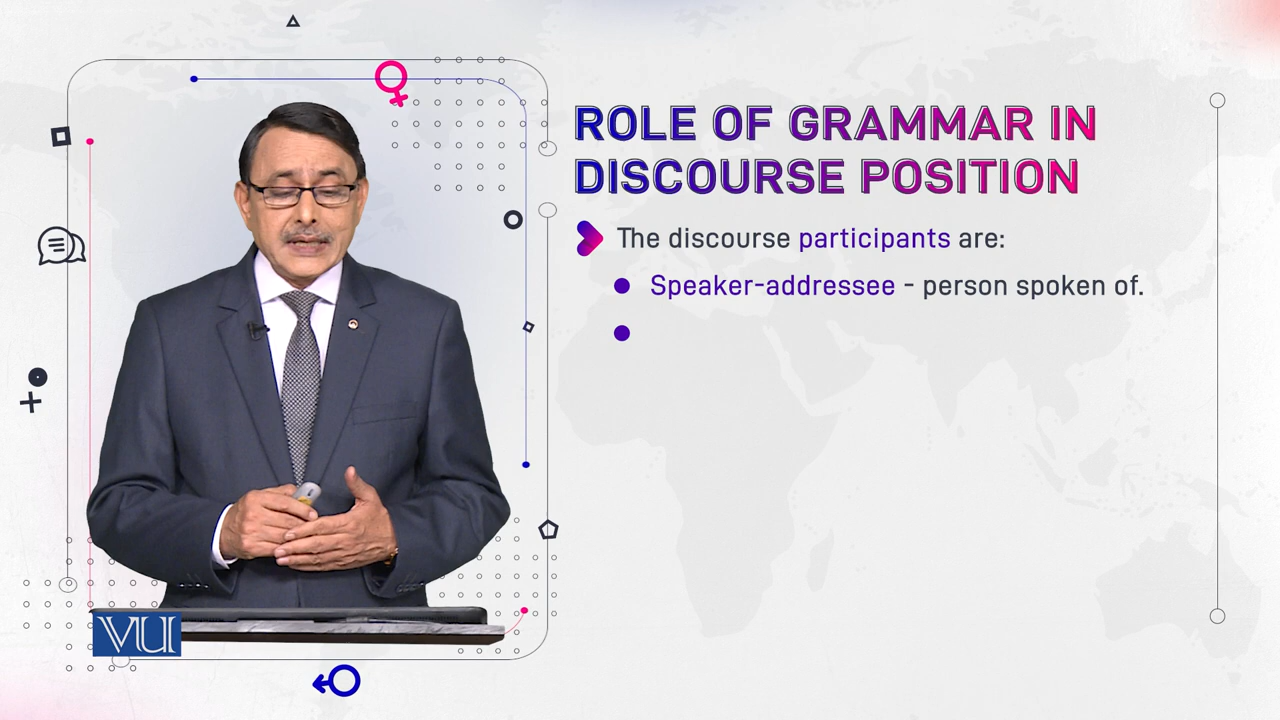 ROLE OF GRAMMAR IN
DISCOURSE POSITION
The discourse participants are:
Speaker-addressee - person spoken of.
VU